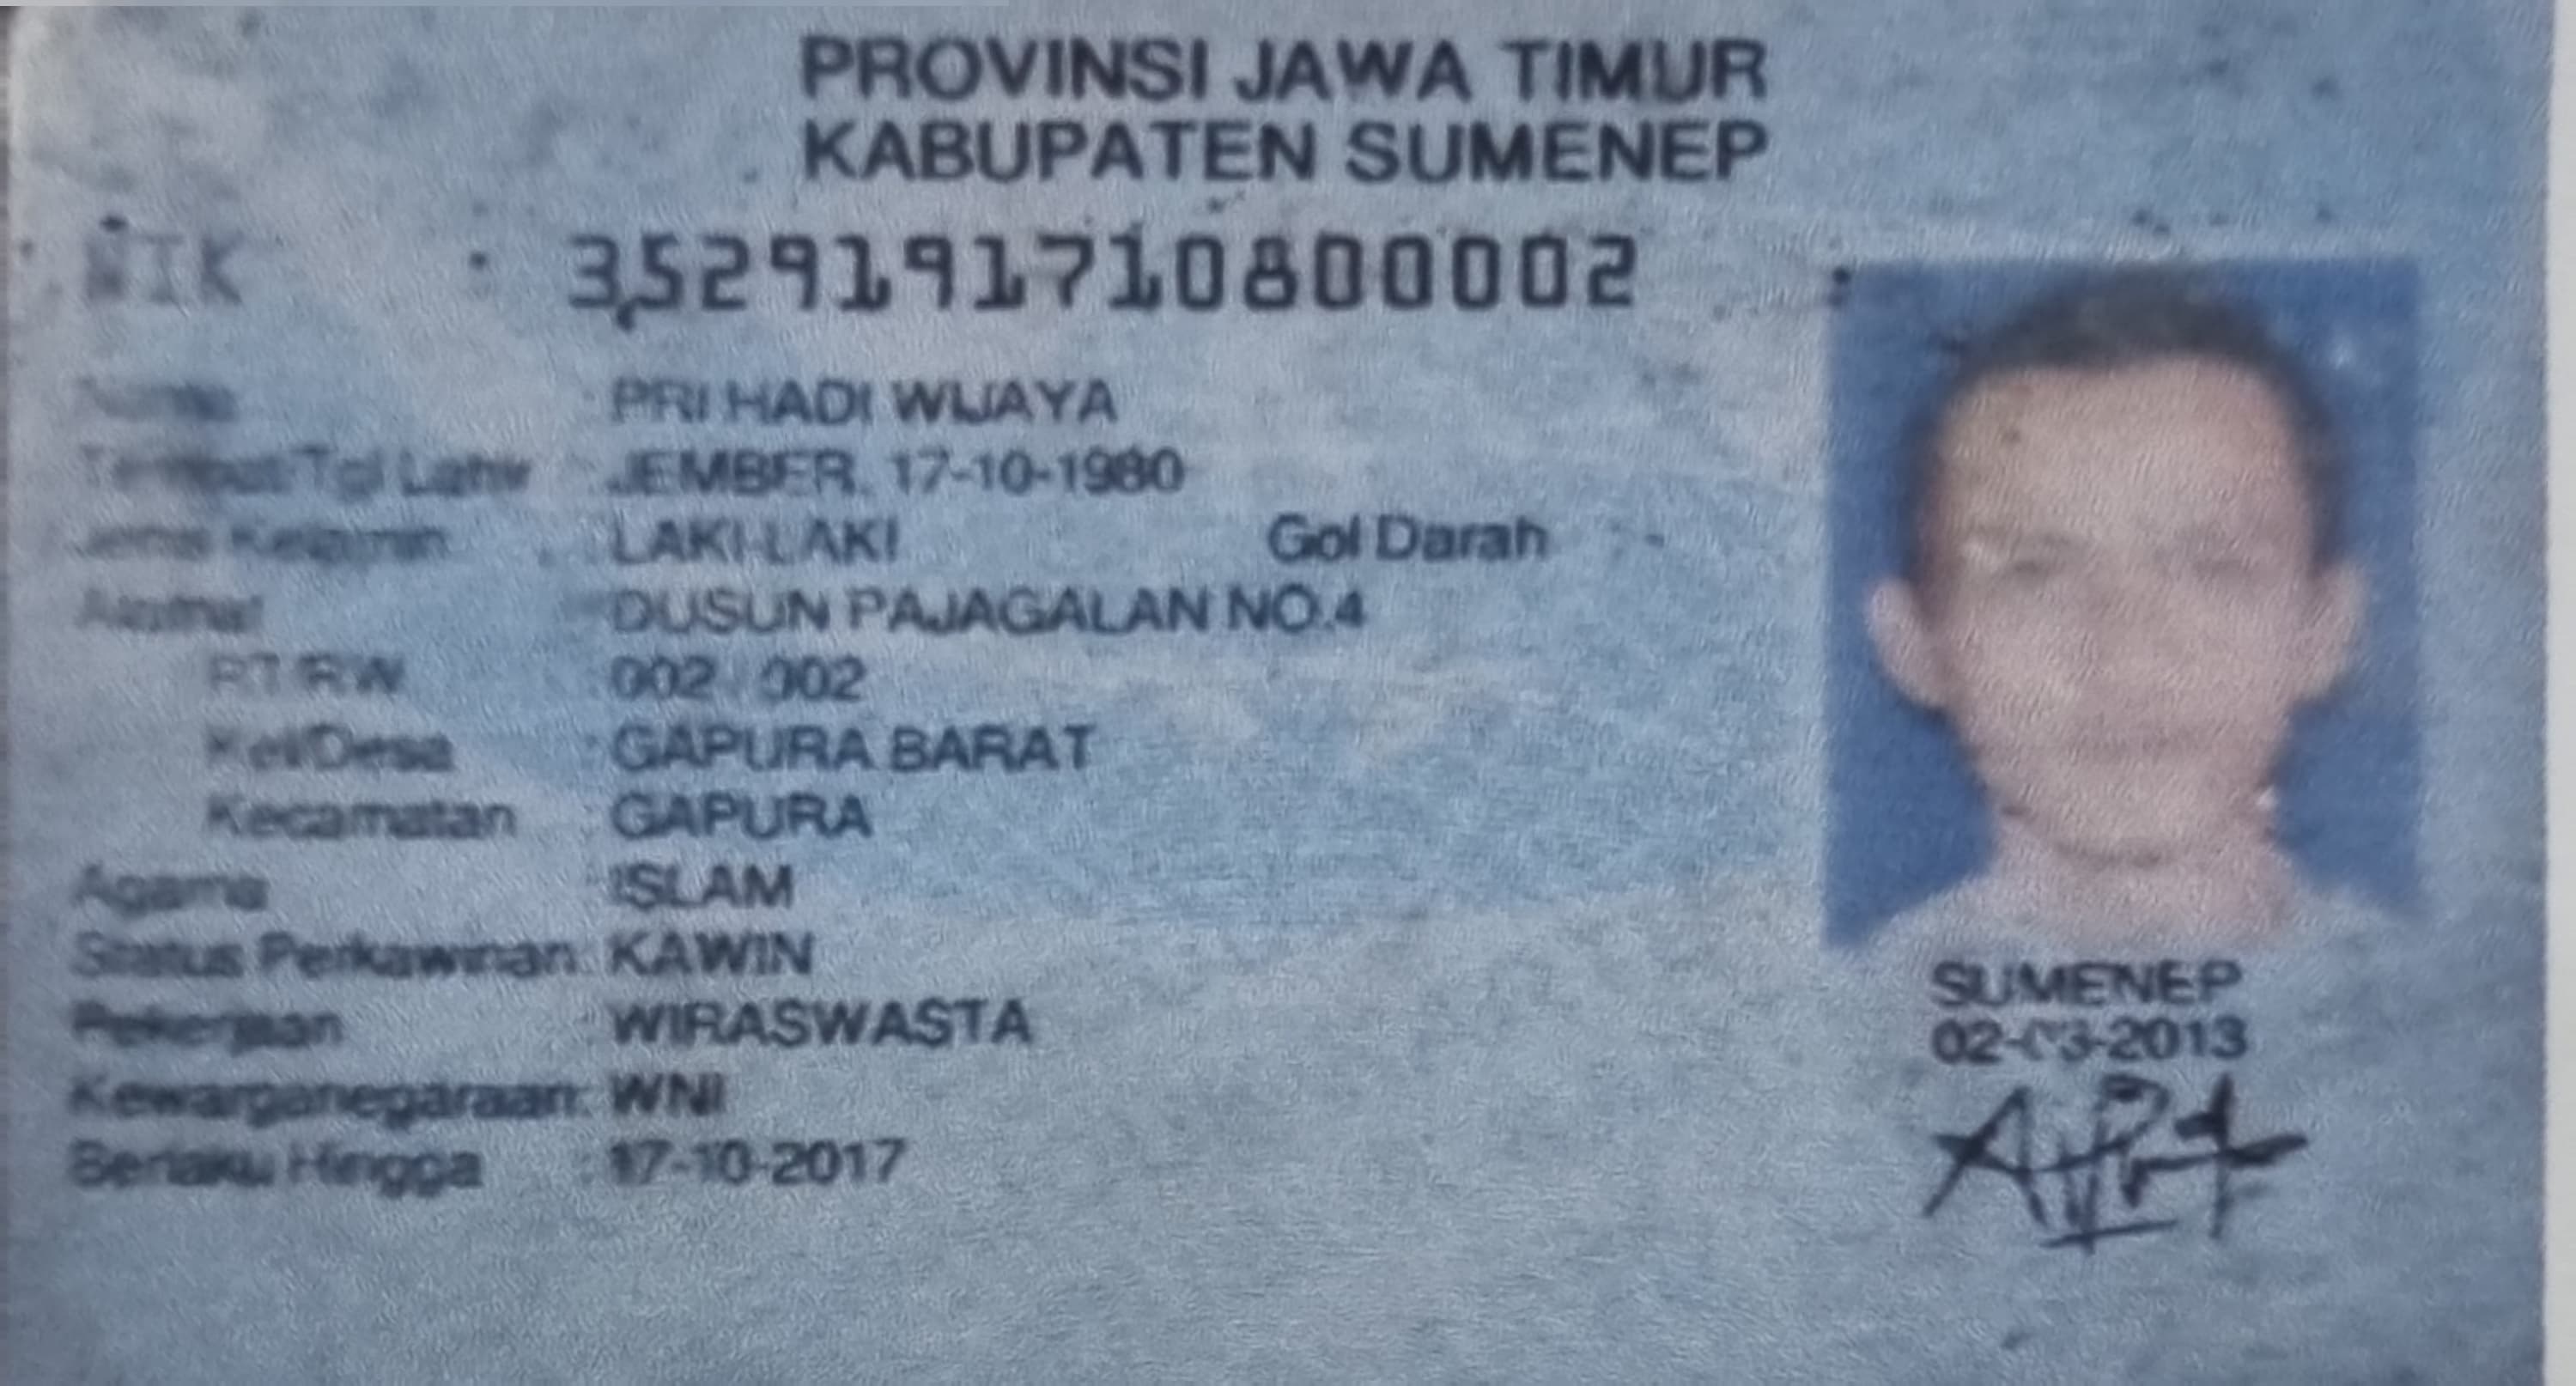 PROVINSI JAWA TIMUR
KABUPATEN SUMENEP
NIK : 3529191710800002
Nama : PRI HADI WIJAYA
Tempat/Tgl Lahir : JEMBER, 17-10-1980
Jenis Kelamin : LAKI-LAKI Gol Darah : -
Alamat : DUSUN PAJAGALAN NO.4
RT/RW : 002 / 002
Kel/Desa : GAPURA BARAT
Kecamatan : GAPURA
Agama : ISLAM
Status Perkawinan: KAWIN
Pekerjaan : WIRASWASTA
Kewarganegaraan: WNI
Berlaku Hingga : 17-10-2017
SUMENEP
02-03-2013